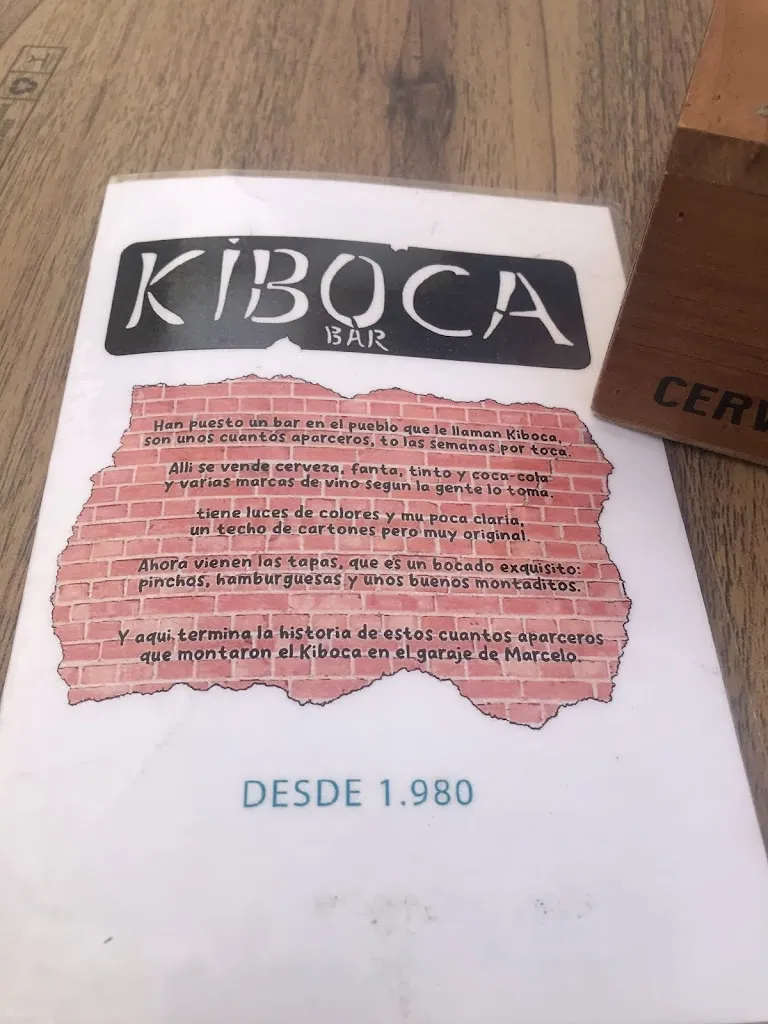 KIBOCA
BAR
Han puesto un bar en el pueblo que le llaman Kiboca,
son unos cuantos aparceros, to las semanas por toca.
Alli se vende cerveza, fanta, tinto y coca-cola
y varias marcas de vino segun la gente lo toma.
tiene luces de colores y mu poca claria,
un techo de cartones pero muy original.
Ahora vienen las tapas, que es un bocado exquisito:
pinchos, hamburguesas y unos buenos montaditos.
Y aqui termina la historia de estos cuantos aparceros
que montaron el Kiboca en el garaje de Marcelo.
DESDE 1.980
CERV